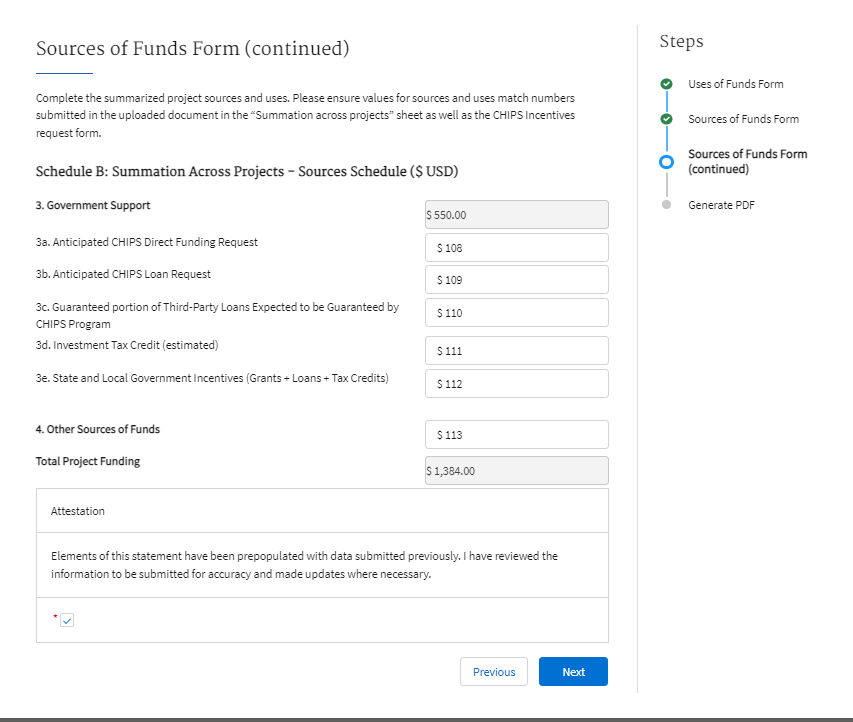 Sources of Funds Form (continued)
Complete the summarized project sources and uses. Please ensure values for sources and uses match numbers
submitted in the uploaded document in the “Summation across projects” sheet as well as the CHIPS Incentives
request form.
Schedule B: Summation Across Projects – Sources Schedule ($ USD)
3. Government Support
$ 550.00
3a. Anticipated CHIPS Direct Funding Request
$ 108
3b. Anticipated CHIPS Loan Request
$ 109
3c. Guaranteed portion of Third-Party Loans Expected to be Guaranteed by
CHIPS Program
$ 110
3d. Investment Tax Credit (estimated)
$ 111
3e. State and Local Government Incentives (Grants + Loans + Tax Credits)
$ 112
4. Other Sources of Funds
$ 113
Total Project Funding
$ 1,384.00
Attestation
Elements of this statement have been prepopulated with data submitted previously. I have reviewed the
information to be submitted for accuracy and made updates where necessary.
*
Previous
Next
Steps
Uses of Funds Form
Sources of Funds Form
Sources of Funds Form
(continued)
Generate PDF